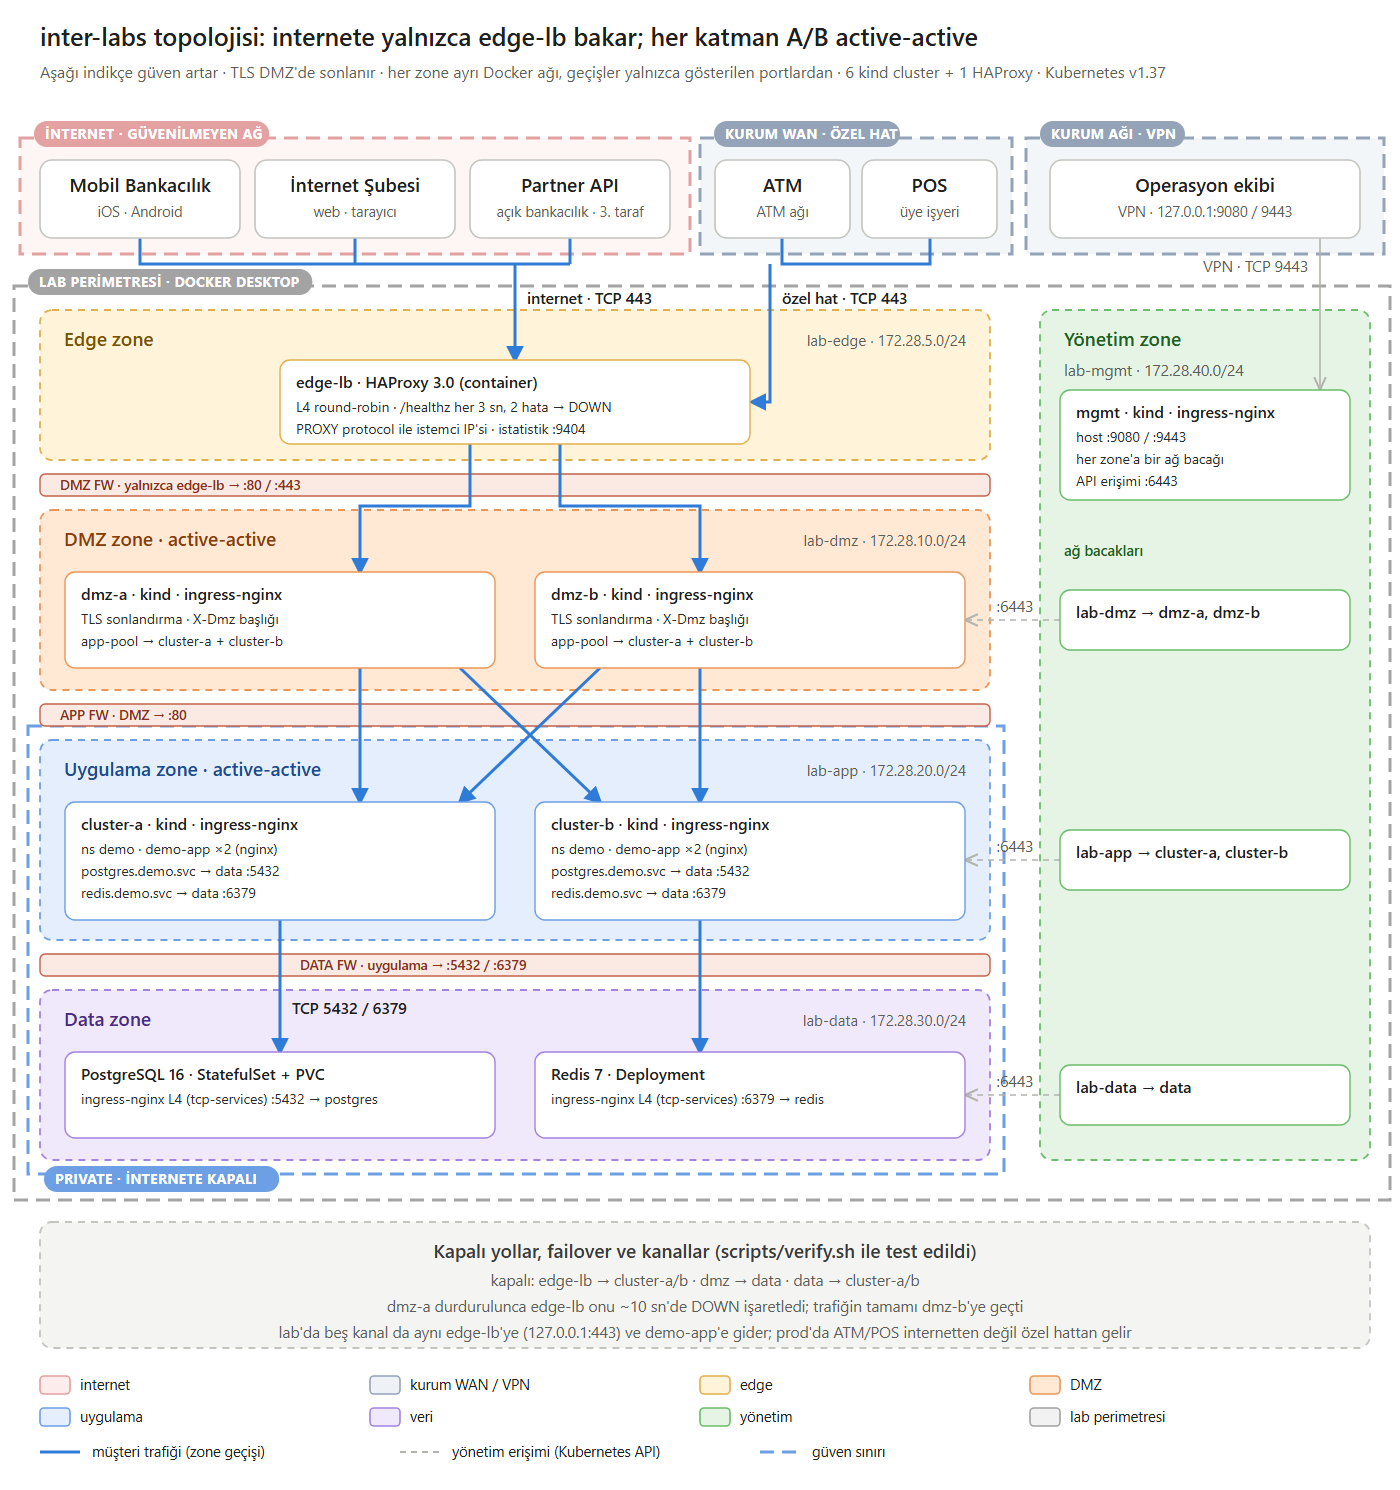 inter-labs topolojisi: internete yalnızca edge-lb bakar; her katman A/B active-active
Aşağı indikçe güven artar · TLS DMZ'de sonlanır · her zone ayrı Docker ağı, geçişler yalnızca gösterilen portlardan · 6 kind cluster + 1 HAProxy · Kubernetes v1.37
İNTERNET · GÜVENİLMEYEN AĞ
KURUM WAN · ÖZEL HAT
KURUM AĞI · VPN
Mobil Bankacılık
iOS · Android
İnternet Şubesi
web · tarayıcı
Partner API
açık bankacılık · 3. taraf
ATM
ATM ağı
POS
üye işyeri
Operasyon ekibi
VPN · 127.0.0.1:9080 / 9443
VPN · TCP 9443
LAB PERİMETRESİ · DOCKER DESKTOP
internet · TCP 443
özel hat · TCP 443
Edge zone
lab-edge · 172.28.5.0/24
edge-lb · HAProxy 3.0 (container)
L4 round-robin · /healthz her 3 sn, 2 hata → DOWN
PROXY protocol ile istemci IP'si · istatistik :9404
Yönetim zone
lab-mgmt · 172.28.40.0/24
mgmt · kind · ingress-nginx
host :9080 / :9443
her zone'a bir ağ bacağı
API erişimi :6443
DMZ FW · yalnızca edge-lb → :80 / :443
DMZ zone · active-active
lab-dmz · 172.28.10.0/24
dmz-a · kind · ingress-nginx
TLS sonlandırma · X-Dmz başlığı
app-pool → cluster-a + cluster-b
dmz-b · kind · ingress-nginx
TLS sonlandırma · X-Dmz başlığı
app-pool → cluster-a + cluster-b
ağ bacakları
:6443
lab-dmz → dmz-a, dmz-b
APP FW · DMZ → :80
Uygulama zone · active-active
lab-app · 172.28.20.0/24
cluster-a · kind · ingress-nginx
ns demo · demo-app ×2 (nginx)
postgres.demo.svc → data :5432
redis.demo.svc → data :6379
cluster-b · kind · ingress-nginx
ns demo · demo-app ×2 (nginx)
postgres.demo.svc → data :5432
redis.demo.svc → data :6379
:6443
lab-app → cluster-a, cluster-b
DATA FW · uygulama → :5432 / :6379
TCP 5432 / 6379
Data zone
lab-data · 172.28.30.0/24
PostgreSQL 16 · StatefulSet + PVC
ingress-nginx L4 (tcp-services) :5432 → postgres
Redis 7 · Deployment
ingress-nginx L4 (tcp-services) :6379 → redis
:6443
lab-data → data
PRIVATE · İNTERNETE KAPALI
Kapalı yollar, failover ve kanallar (scripts/verify.sh ile test edildi)
kapalı: edge-lb → cluster-a/b · dmz → data · data → cluster-a/b
dmz-a durdurulunca edge-lb onu ~10 sn'de DOWN işaretledi; trafiğin tamamı dmz-b'ye geçti
lab'da beş kanal da aynı edge-lb'ye (127.0.0.1:443) ve demo-app'e gider; prod'da ATM/POS internetten değil özel hattan gelir
internet
kurum WAN / VPN
edge
DMZ
uygulama
veri
yönetim
lab perimetresi
müşteri trafiği (zone geçişi)
yönetim erişimi (Kubernetes API)
güven sınırı